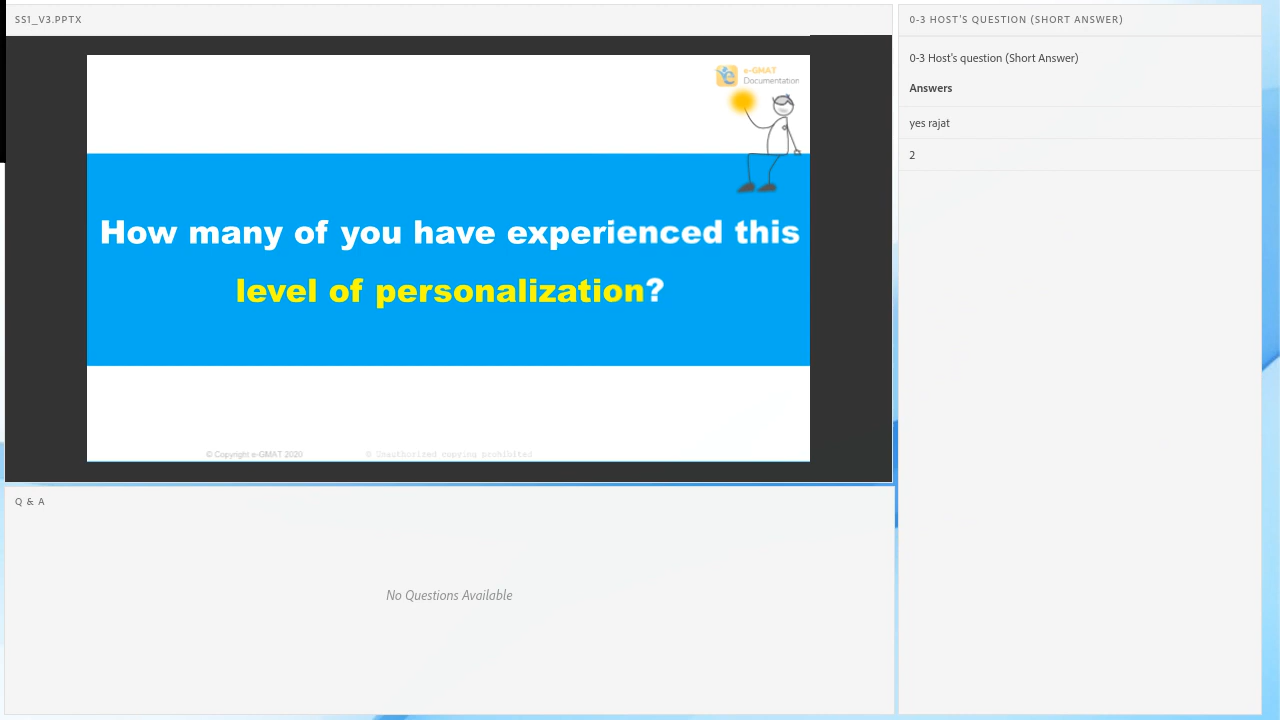 SS1_V3.PPTX
e-GMAT
Documentation
How many of you have experienced this
level of personalization?
© Copyright e-GMAT 2020
© Unauthorized copying prohibited
Q & A
No Questions Available
0-3 HOST'S QUESTION (SHORT ANSWER)
0-3 Host's question (Short Answer)
Answers
yes rajat
2